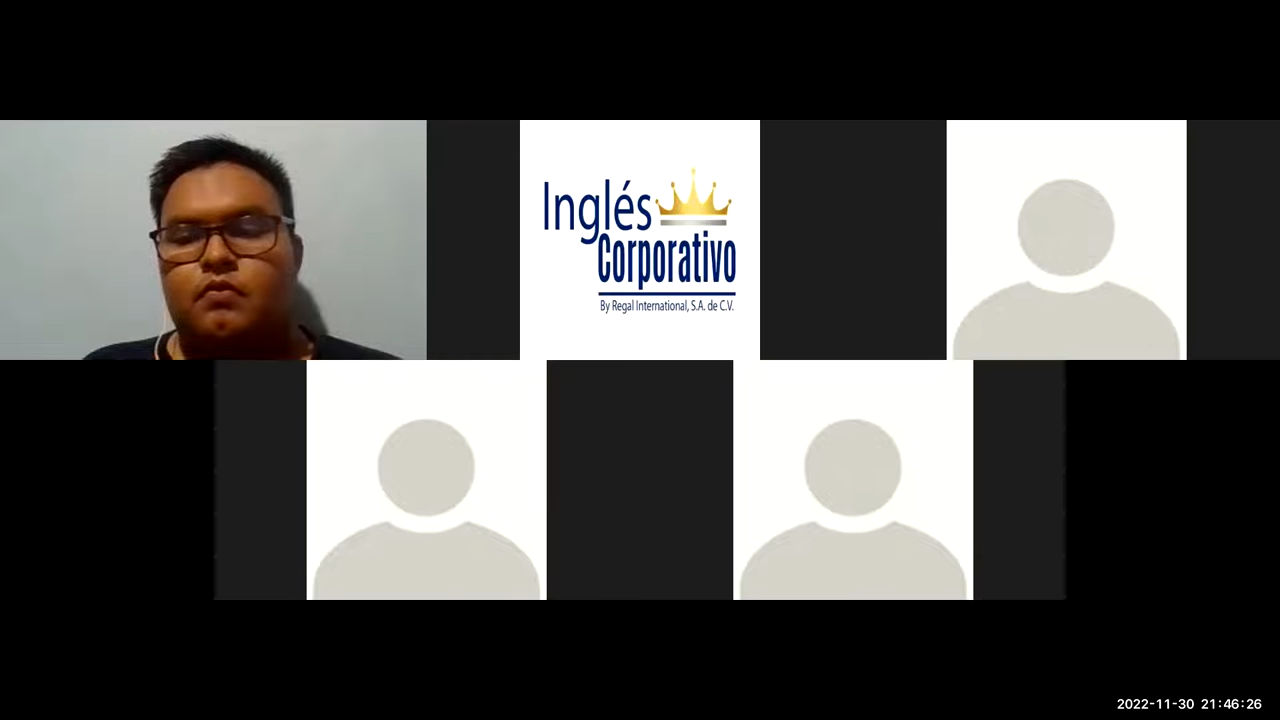 Inglés
Corporativo
By Regal International, S.A. de C.V.
2022-11-30 21:46:26